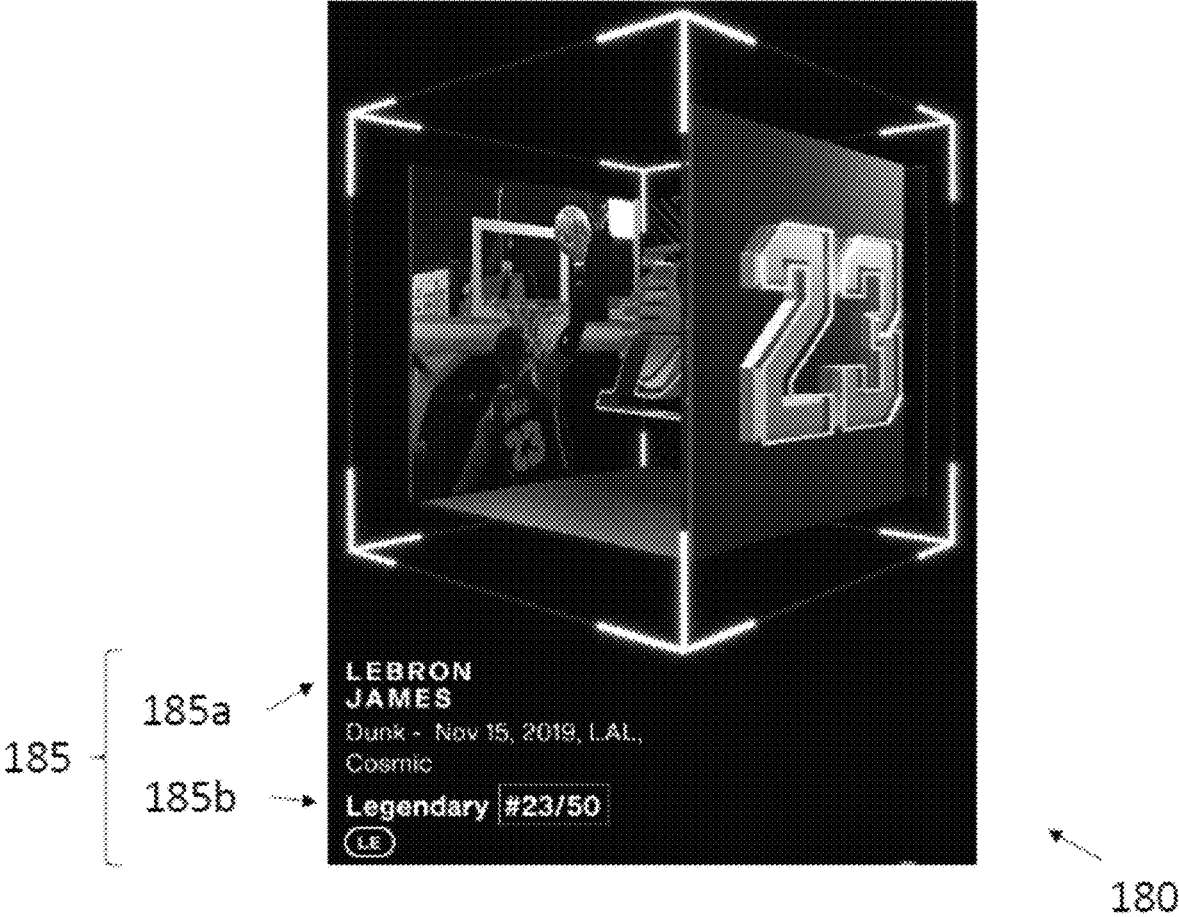 23
LEBRON
JAMES
Dunk - Nov 15, 2019, LAL,
Cosmic
Legendary #23/50
LE
185
185a
185b
180